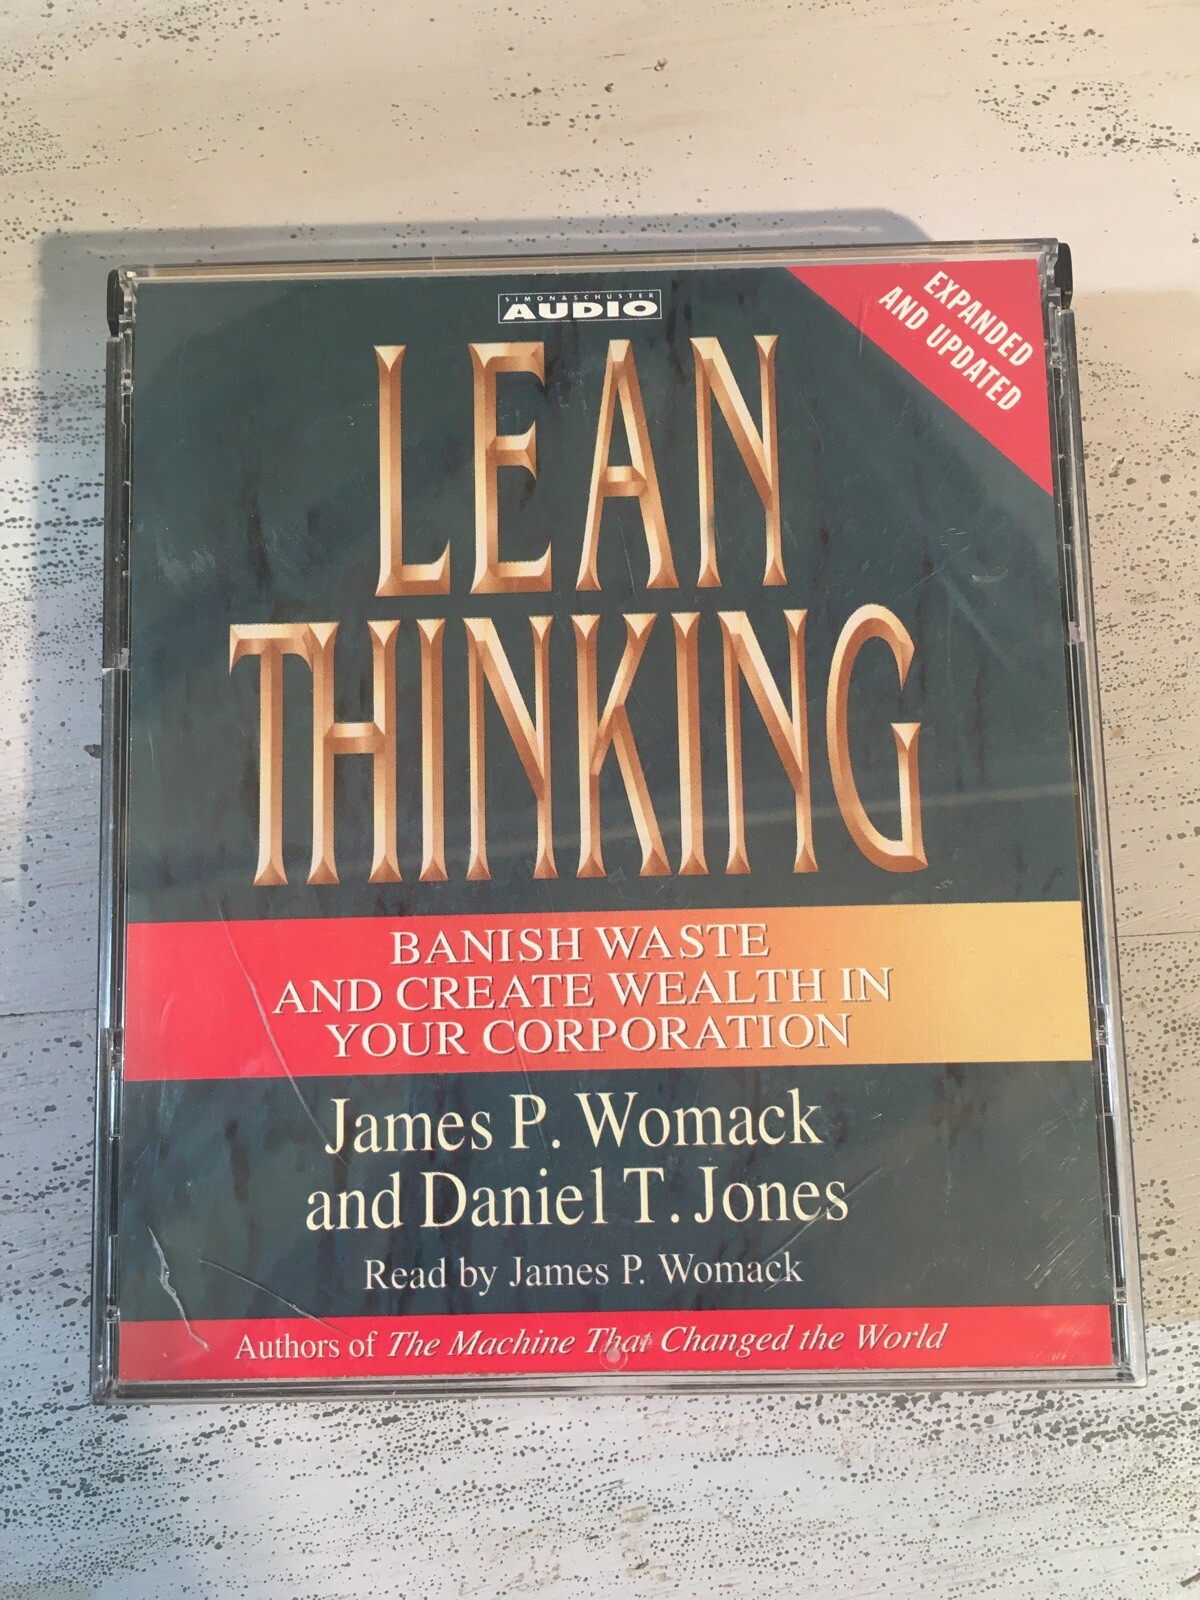 SIMON & SCHUSTER
AUDIO
EXPANDED
AND UPDATED
LEAN
THINKING
BANISH WASTE
AND CREATE WEALTH IN
YOUR CORPORATION
James P. Womack
and Daniel T. Jones
Read by James P. Womack
Authors of The Machine That Changed the World